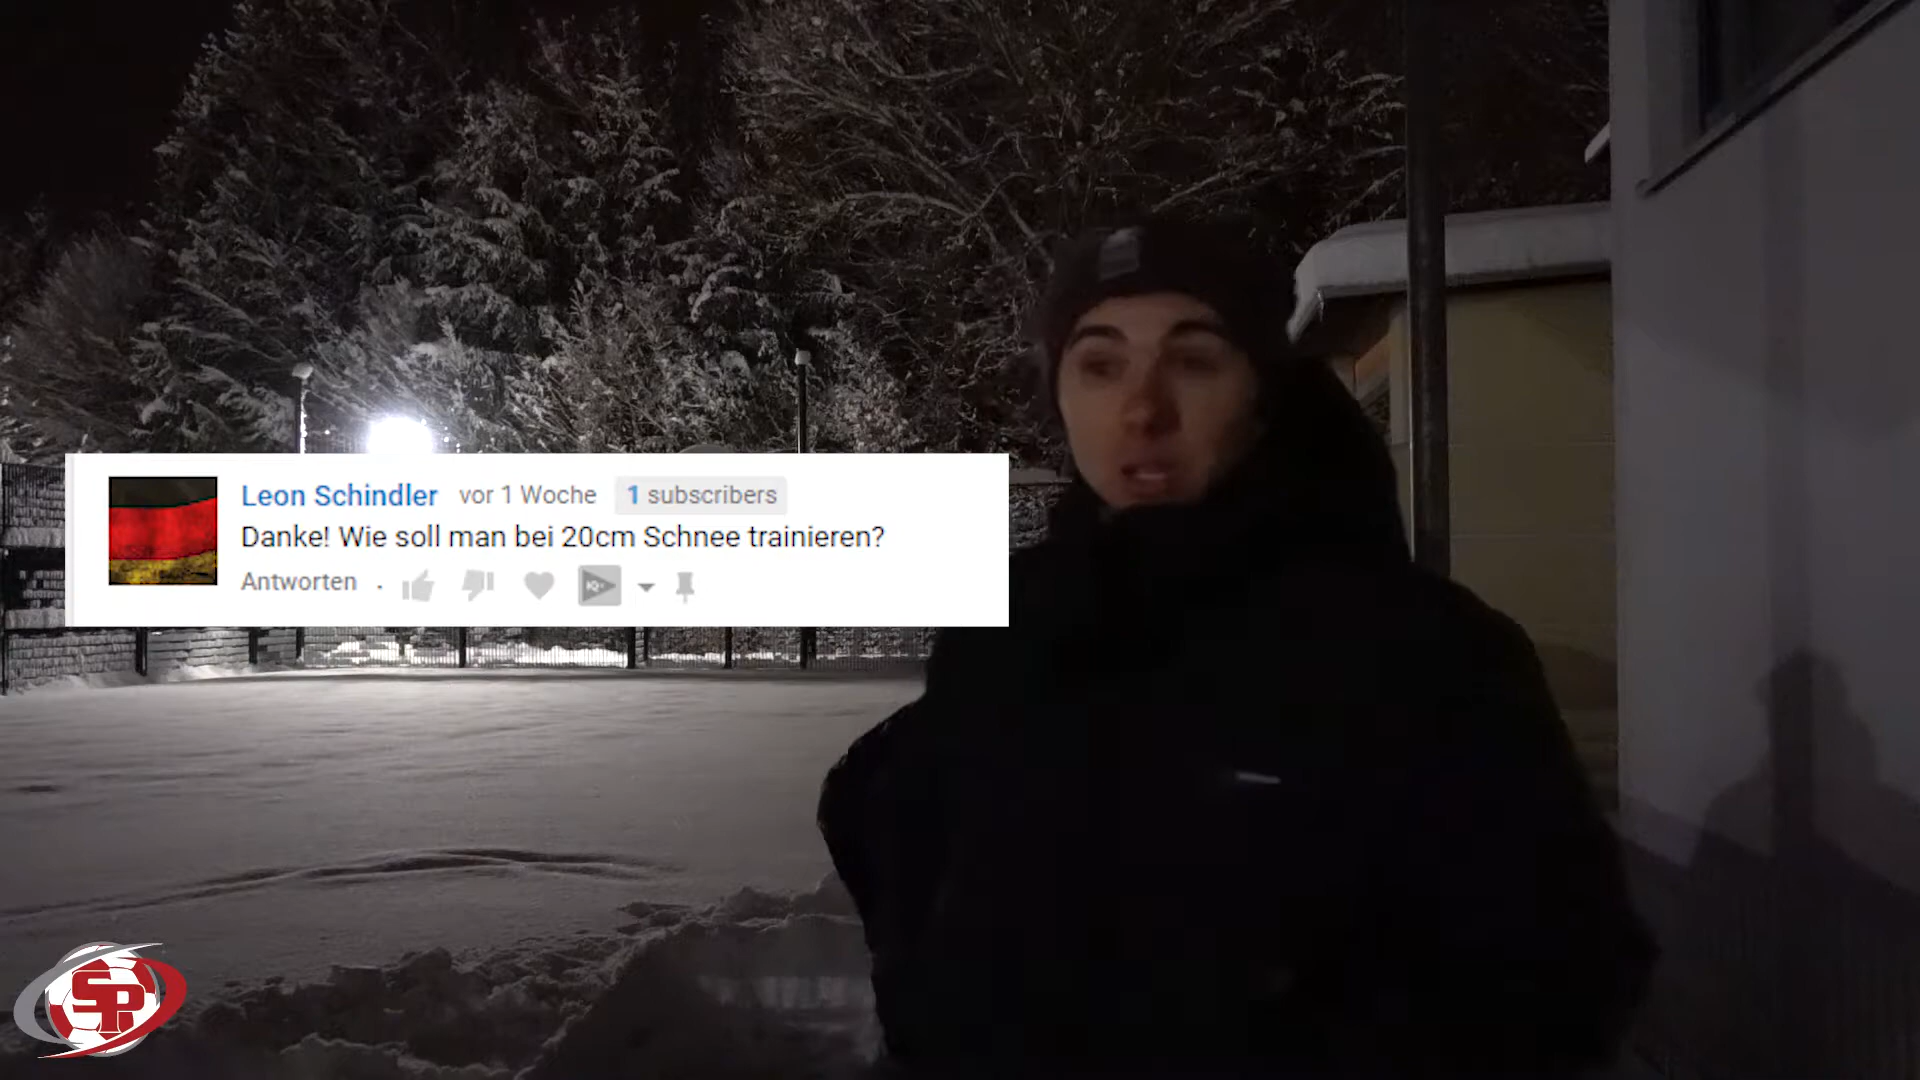 Leon Schindler vor 1 Woche 1 subscribers
Danke! Wie soll man bei 20cm Schnee trainieren?
Antworten .
SP